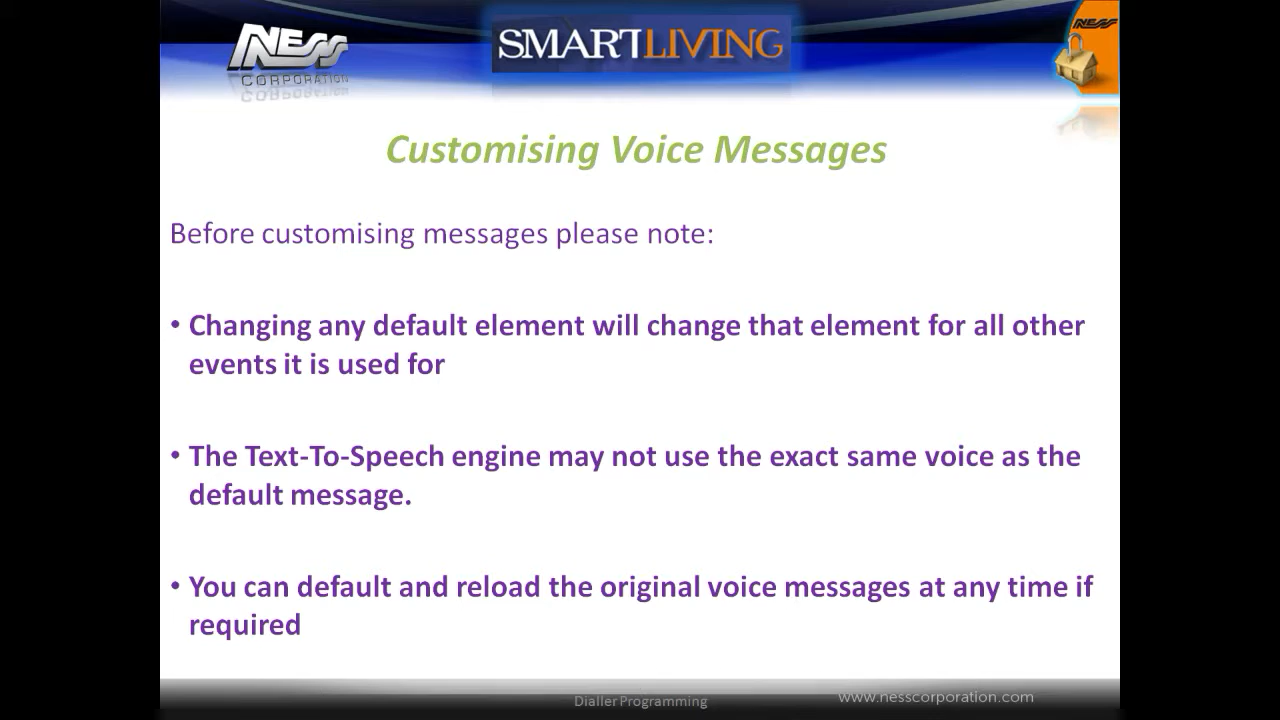 NESS
CORPORATION
SMARTLIVING
NESS
Customising Voice Messages
Before customising messages please note:
• Changing any default element will change that element for all other
events it is used for
• The Text-To-Speech engine may not use the exact same voice as the
default message.
• You can default and reload the original voice messages at any time if
required
Dialler Programming
www.nesscorporation.com